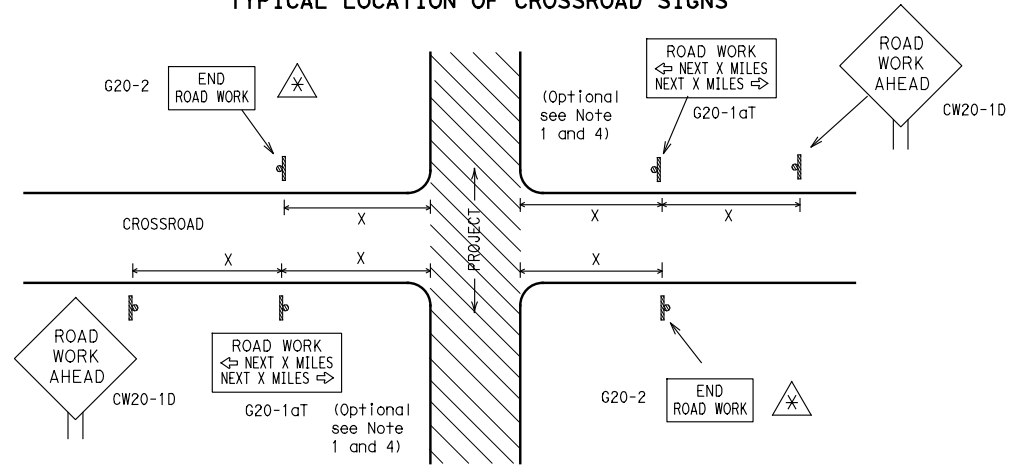 TYPICAL LOCATION OF CROSSROAD SIGNS
G20-2
END
ROAD WORK
*
(Optional
see Note
1 and 4)
ROAD WORK
⇦ NEXT X MILES
NEXT X MILES ⇨
G20-1aT
ROAD
WORK
AHEAD
CW20-1D
X
X
X
CROSSROAD
PROJECT
X
X
X
ROAD
WORK
AHEAD
CW20-1D
ROAD WORK
⇦ NEXT X MILES
NEXT X MILES ⇨
G20-1aT
(Optional
see Note
1 and 4)
G20-2
END
ROAD WORK
*